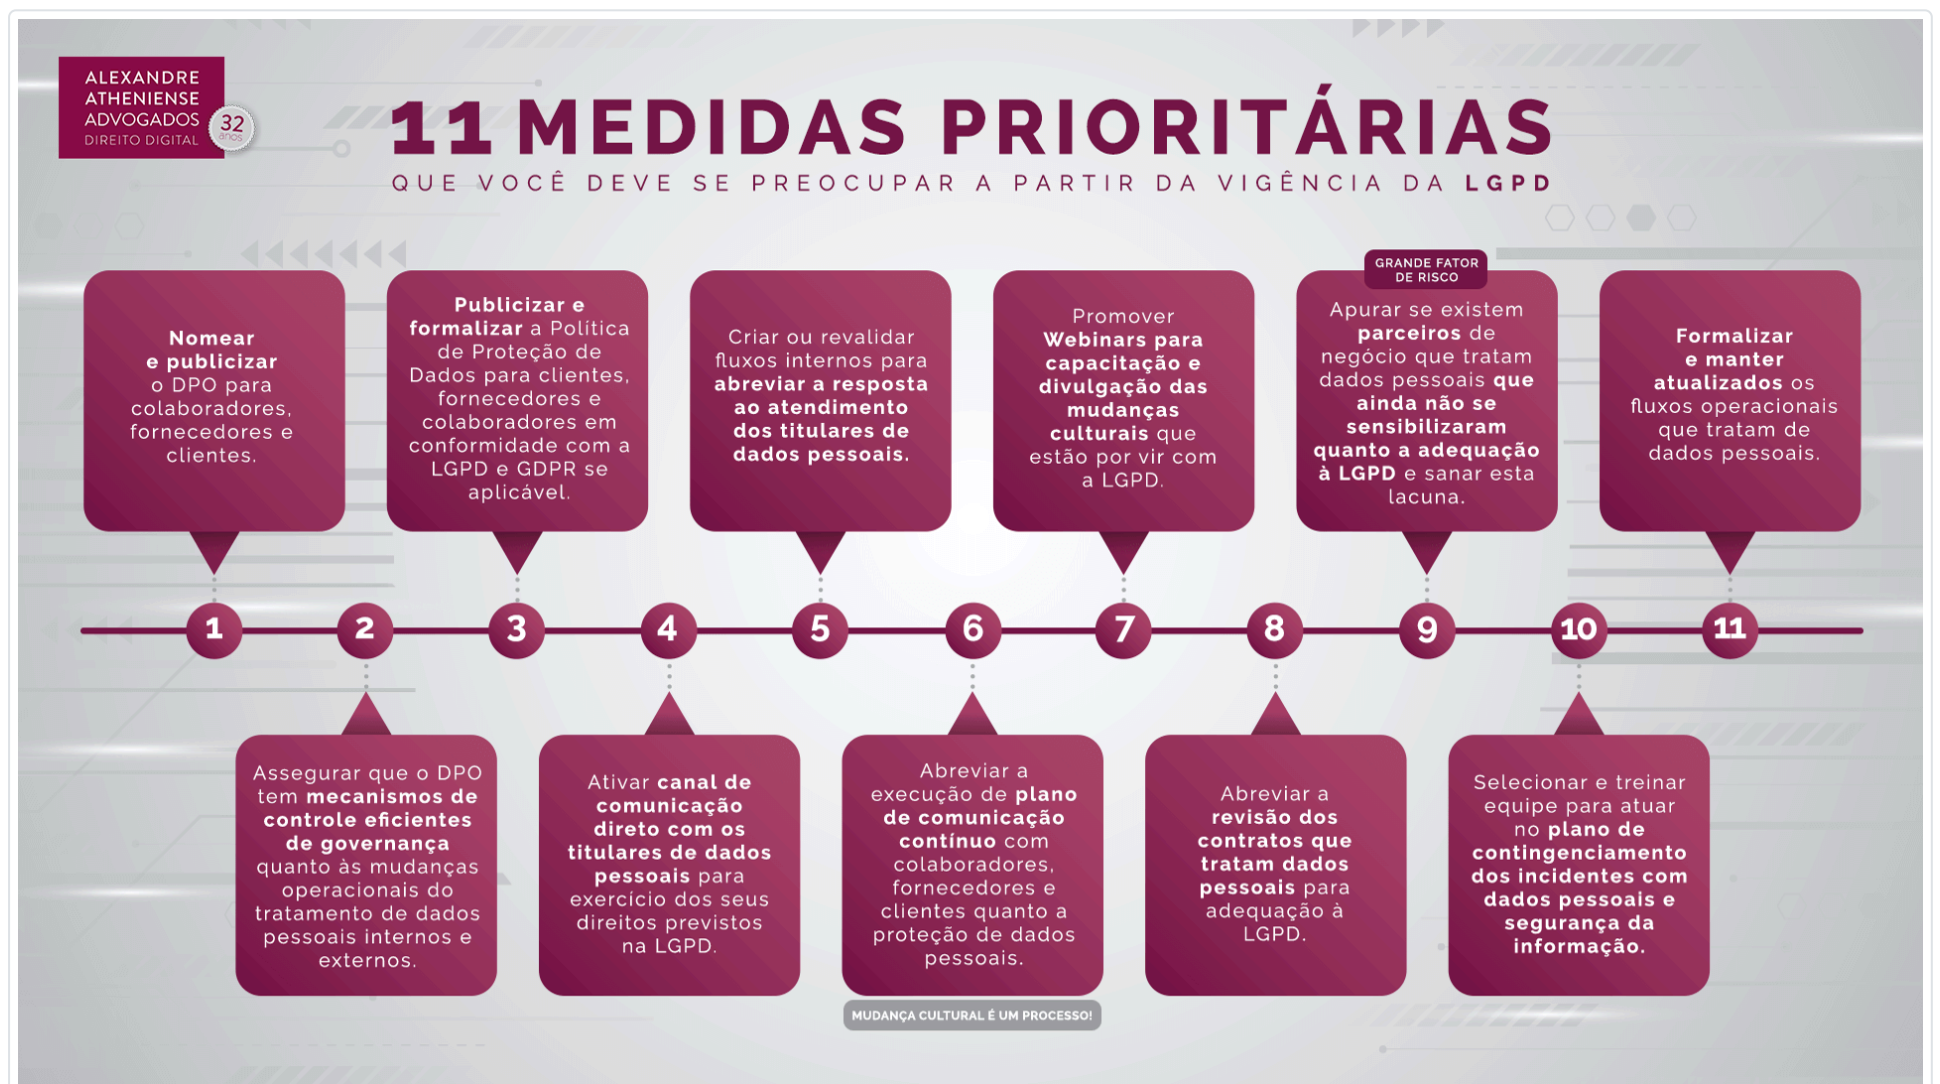 ALEXANDRE
ATHENIENSE
ADVOGADOS
DIREITO DIGITAL
32
anos
11 MEDIDAS PRIORITÁRIAS
QUE VOCÊ DEVE SE PREOCUPAR A PARTIR DA VIGÊNCIA DA LGPD
Nomear
e publicizar
o DPO para
colaboradores,
fornecedores e
clientes.
Publicizar e
formalizar a Política
de Proteção de
Dados para clientes,
fornecedores e
colaboradores em
conformidade com a
LGPD e GDPR se
aplicável.
Criar ou revalidar
fluxos internos para
abreviar a resposta
ao atendimento
dos titulares de
dados pessoais.
Promover
Webinars para
capacitação e
divulgação das
mudanças
culturais que
estão por vir com
a LGPD.
GRANDE FATOR
DE RISCO
Apurar se existem
parceiros de
negócio que tratam
dados pessoais que
ainda não se
sensibilizaram
quanto a adequação
à LGPD e sanar esta
lacuna.
Formalizar
e manter
atualizados os
fluxos operacionais
que tratam de
dados pessoais.
1 2 3 4 5 6 7 8 9 10 11
Assegurar que o DPO
tem mecanismos de
controle eficientes
de governança
quanto às mudanças
operacionais do
tratamento de dados
pessoais internos e
externos.
Ativar canal de
comunicação
direto com os
titulares de dados
pessoais para
exercício dos seus
direitos previstos
na LGPD.
Abreviar a
execução de plano
de comunicação
contínuo com
colaboradores,
fornecedores e
clientes quanto a
proteção de dados
pessoais.
MUDANÇA CULTURAL É UM PROCESSO!
Abreviar a
revisão dos
contratos que
tratam dados
pessoais para
adequação à
LGPD.
Selecionar e treinar
equipe para atuar
no plano de
contingenciamento
dos incidentes com
dados pessoais e
segurança da
informação.